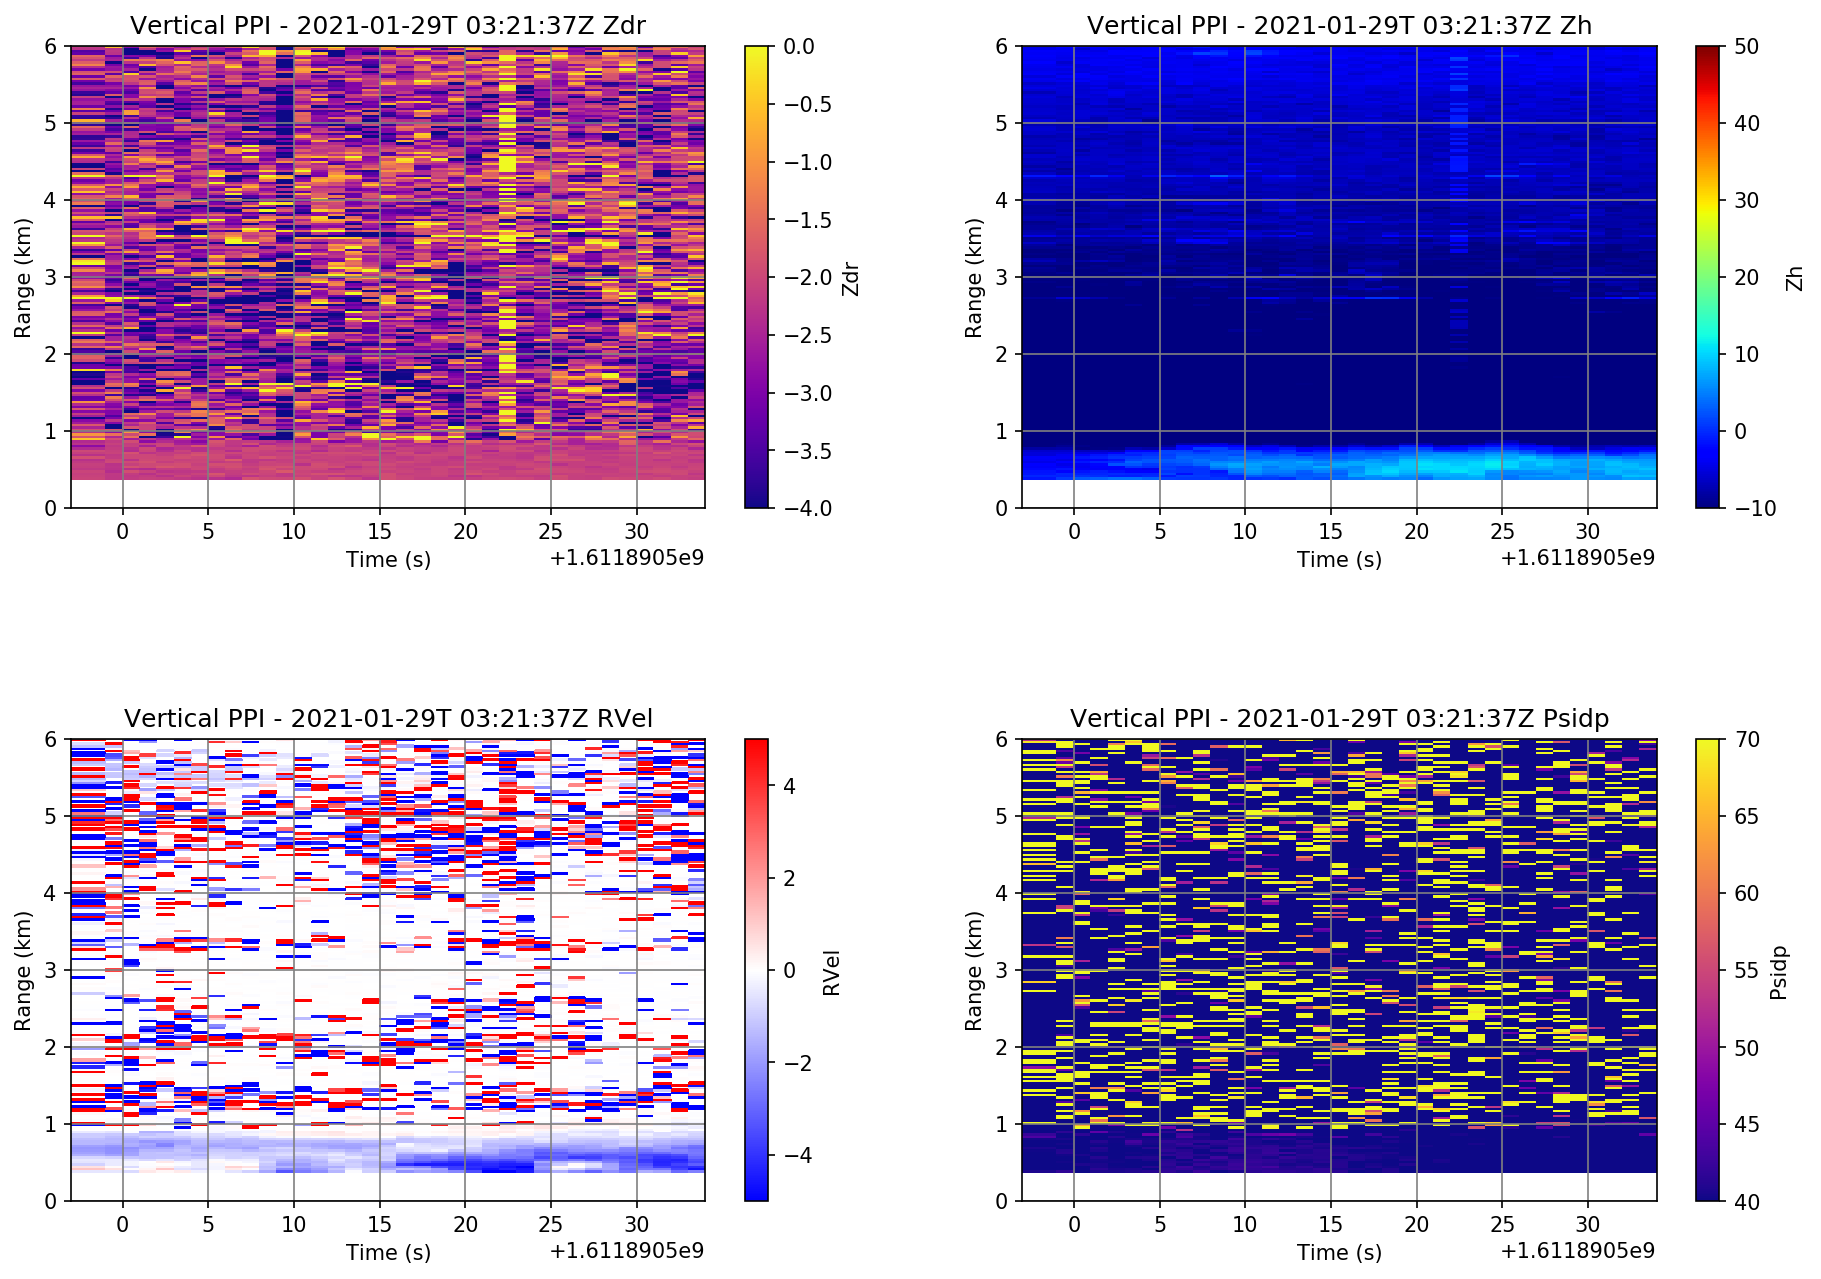 Vertical PPI - 2021-01-29T 03:21:37Z Zdr
6
5
4
3
2
1
0
Range (km)
0 5 10 15 20 25 30
Time (s)
+1.6118905e9
0.0
−0.5
−1.0
−1.5
−2.0
−2.5
−3.0
−3.5
−4.0
Zdr
Vertical PPI - 2021-01-29T 03:21:37Z Zh
6
5
4
3
2
1
0
Range (km)
0 5 10 15 20 25 30
Time (s)
+1.6118905e9
50
40
30
20
10
0
−10
Zh
Vertical PPI - 2021-01-29T 03:21:37Z RVel
6
5
4
3
2
1
0
Range (km)
0 5 10 15 20 25 30
Time (s)
+1.6118905e9
4
2
0
−2
−4
RVel
Vertical PPI - 2021-01-29T 03:21:37Z Psidp
6
5
4
3
2
1
0
Range (km)
0 5 10 15 20 25 30
Time (s)
+1.6118905e9
70
65
60
55
50
45
40
Psidp